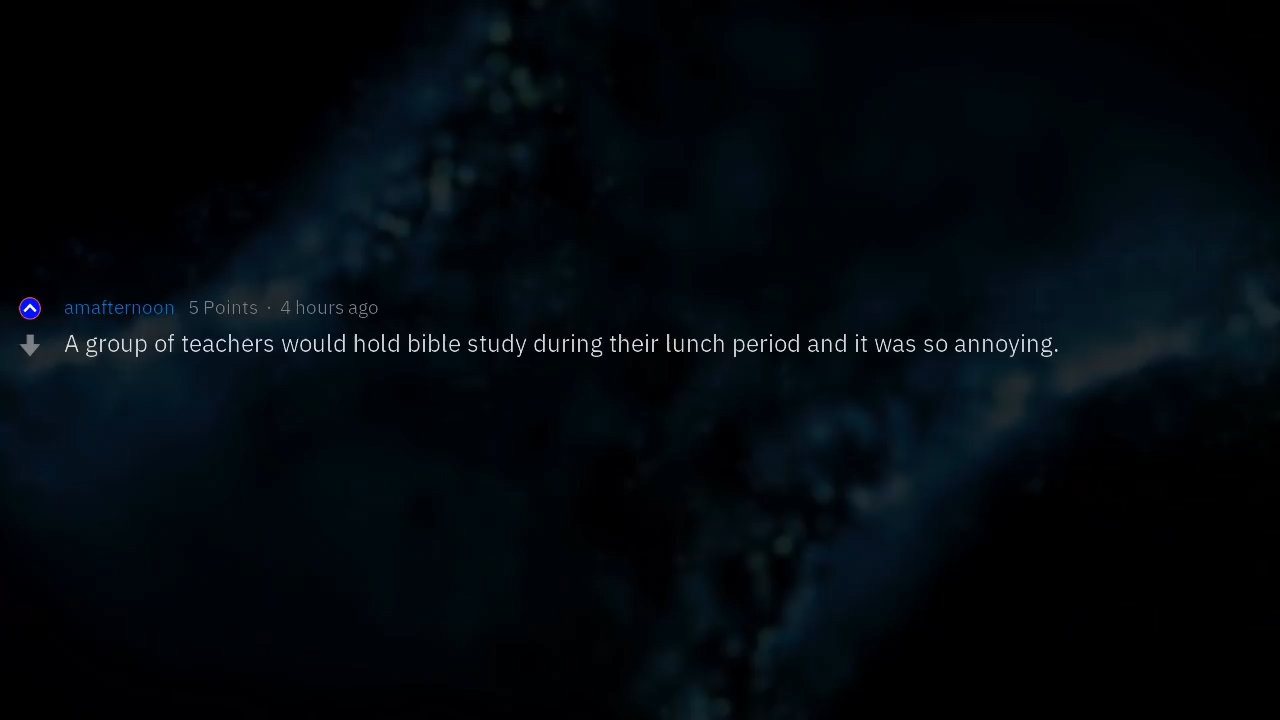 amafternoon 5 Points · 4 hours ago
A group of teachers would hold bible study during their lunch period and it was so annoying.